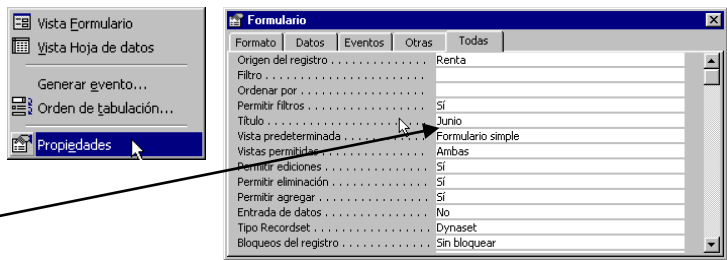 Vista Formulario
Vista Hoja de datos
Generar evento...
Orden de tabulación...
Propiedades
Formulario
Formato Datos Eventos Otras Todas
Origen del registro . . . . . . . . . . . . . . Renta
Filtro . . . . . . . . . . . . . . . . . . . . . .
Ordenar por . . . . . . . . . . . . . . . . . .
Permitir filtros . . . . . . . . . . . . . . . . Sí
Título . . . . . . . . . . . . . . . . . . . . . . Junio
Vista predeterminada . . . . . . . . . . . . Formulario simple
Vistas permitidas . . . . . . . . . . . . . . . Ambas
Permitir ediciones . . . . . . . . . . . . . . Sí
Permitir eliminación . . . . . . . . . . . . . Sí
Permitir agregar . . . . . . . . . . . . . . . Sí
Entrada de datos . . . . . . . . . . . . . . No
Tipo Recordset . . . . . . . . . . . . . . . . Dynaset
Bloqueos del registro . . . . . . . . . . . . Sin bloquear